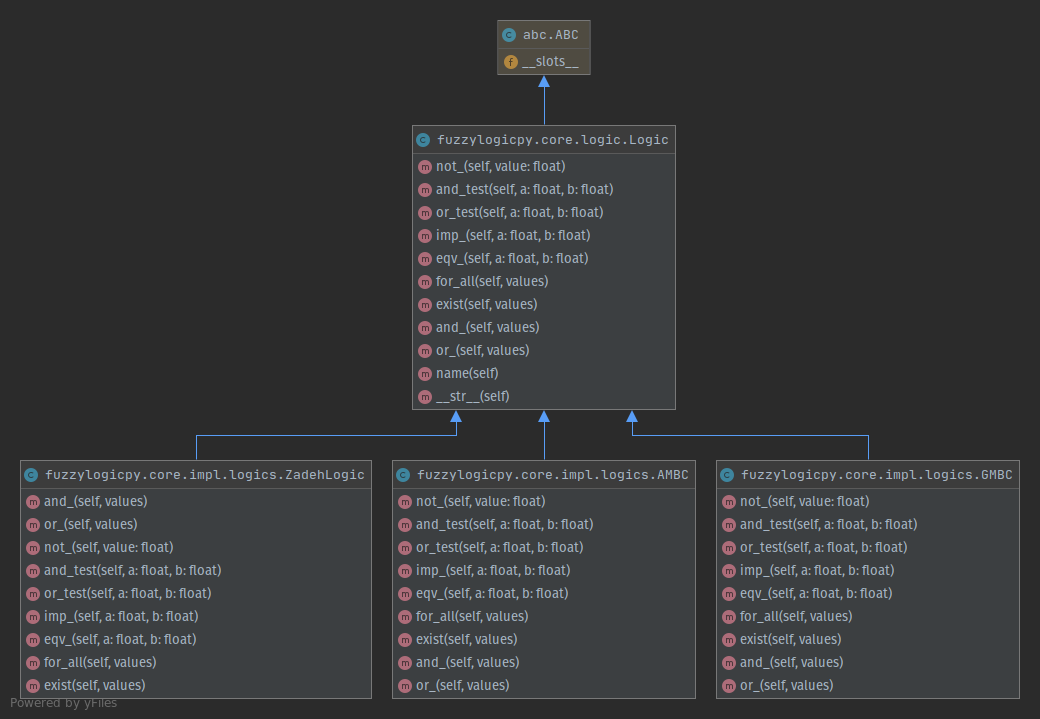 abc.ABC
__slots__
fuzzylogicpy.core.logic.Logic
not_(self, value: float)
and_test(self, a: float, b: float)
or_test(self, a: float, b: float)
imp_(self, a: float, b: float)
eqv_(self, a: float, b: float)
for_all(self, values)
exist(self, values)
and_(self, values)
or_(self, values)
name(self)
__str__(self)
fuzzylogicpy.core.impl.logics.ZadehLogic
and_(self, values)
or_(self, values)
not_(self, value: float)
and_test(self, a: float, b: float)
or_test(self, a: float, b: float)
imp_(self, a: float, b: float)
eqv_(self, a: float, b: float)
for_all(self, values)
exist(self, values)
fuzzylogicpy.core.impl.logics.AMBC
not_(self, value: float)
and_test(self, a: float, b: float)
or_test(self, a: float, b: float)
imp_(self, a: float, b: float)
eqv_(self, a: float, b: float)
for_all(self, values)
exist(self, values)
and_(self, values)
or_(self, values)
fuzzylogicpy.core.impl.logics.GMBC
not_(self, value: float)
and_test(self, a: float, b: float)
or_test(self, a: float, b: float)
imp_(self, a: float, b: float)
eqv_(self, a: float, b: float)
for_all(self, values)
exist(self, values)
and_(self, values)
or_(self, values)
Powered by yFiles